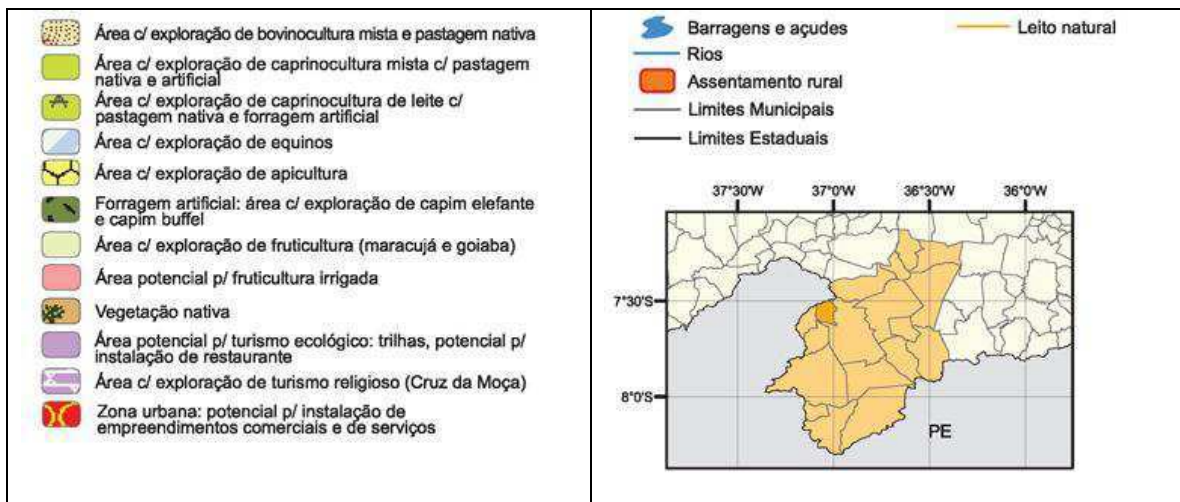 Área c/ exploração de bovinocultura mista e pastagem nativa
Área c/ exploração de caprinocultura mista c/ pastagem
nativa e artificial
Área c/ exploração de caprinocultura de leite c/
pastagem nativa e forragem artificial
Área c/ exploração de equinos
Área c/ exploração de apicultura
Forragem artificial: área c/ exploração de capim elefante
e capim buffel
Área c/ exploração de fruticultura (maracujá e goiaba)
Área potencial p/ fruticultura irrigada
Vegetação nativa
Área potencial p/ turismo ecológico: trilhas, potencial p/
instalação de restaurante
Área c/ exploração de turismo religioso (Cruz da Moça)
Zona urbana: potencial p/ instalação de
empreendimentos comerciais e de serviços
Barragens e açudes
Leito natural
Rios
Assentamento rural
Limites Municipais
Limites Estaduais
37°30'W 37°0'W 36°30'W 36°0'W
7°30'S
8°0'S
PE